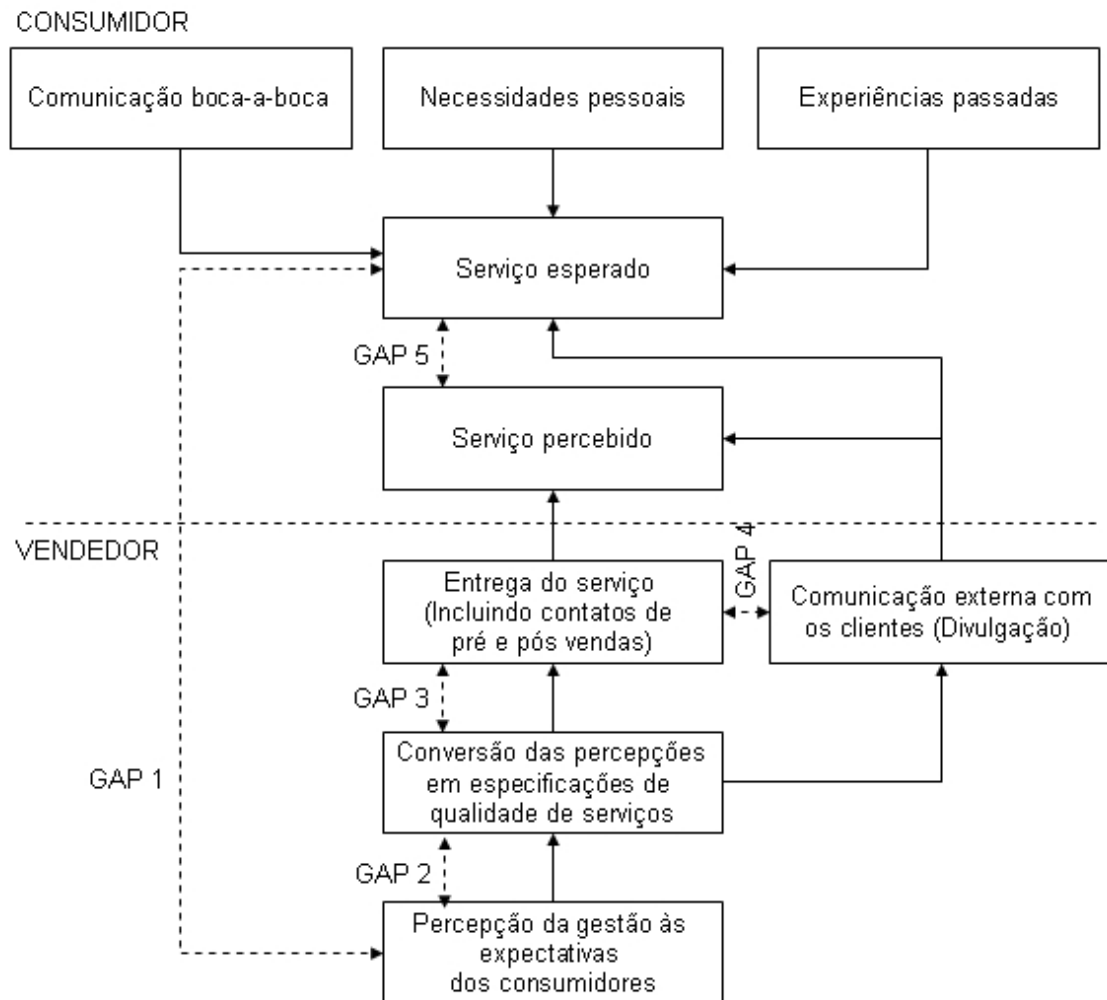 CONSUMIDOR
Comunicação boca-a-boca
Necessidades pessoais
Experiências passadas
Serviço esperado
GAP 5
Serviço percebido
VENDEDOR
GAP 4
Entrega do serviço
(Incluindo contatos de
pré e pós vendas)
Comunicação externa com
os clientes (Divulgação)
GAP 3
Conversão das percepções
em especificações de
qualidade de serviços
GAP 1
GAP 2
Percepção da gestão às
expectativas
dos consumidores